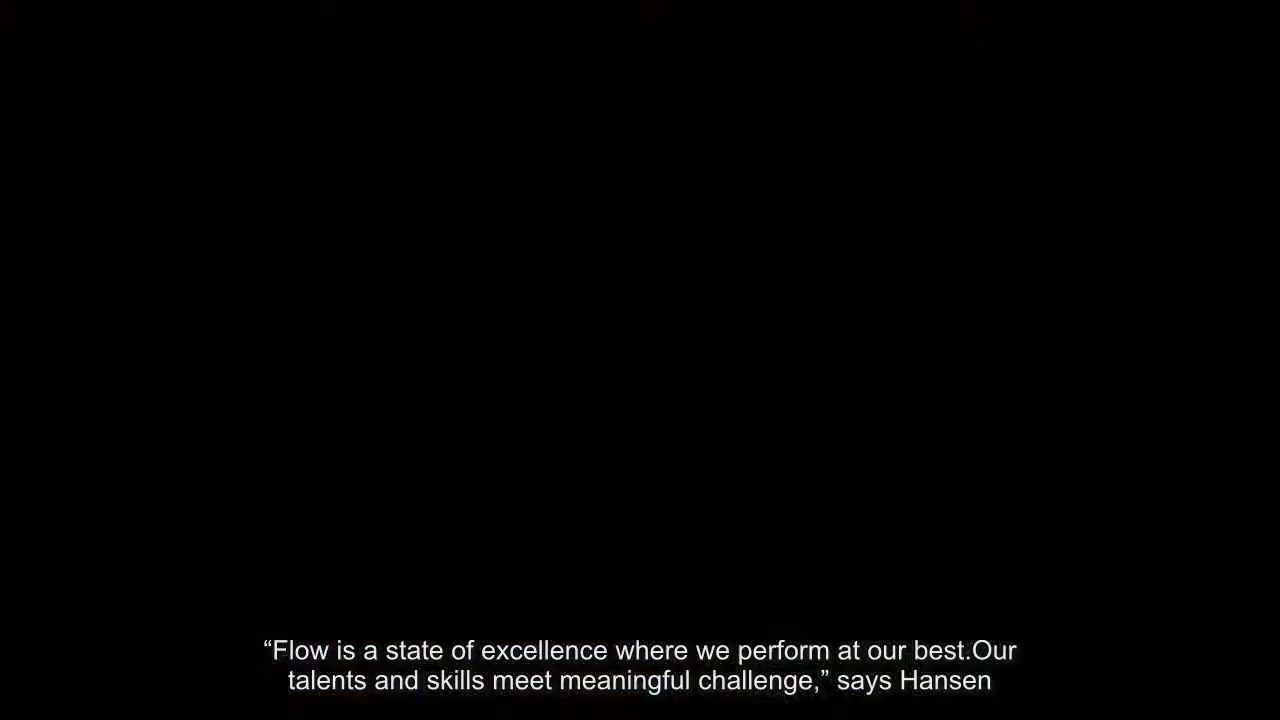 “Flow is a state of excellence where we perform at our best.Our
talents and skills meet meaningful challenge,” says Hansen